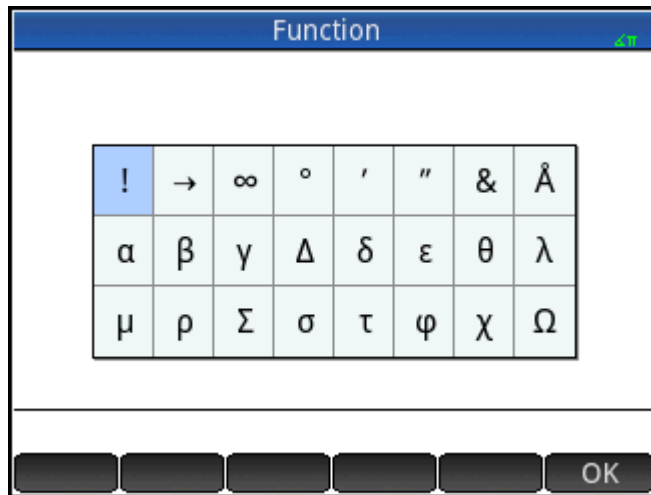 Function
∡π
! → ∞ ° ′ ″ & Å
α β γ Δ δ ε θ λ
μ ρ Σ σ τ φ χ Ω
OK